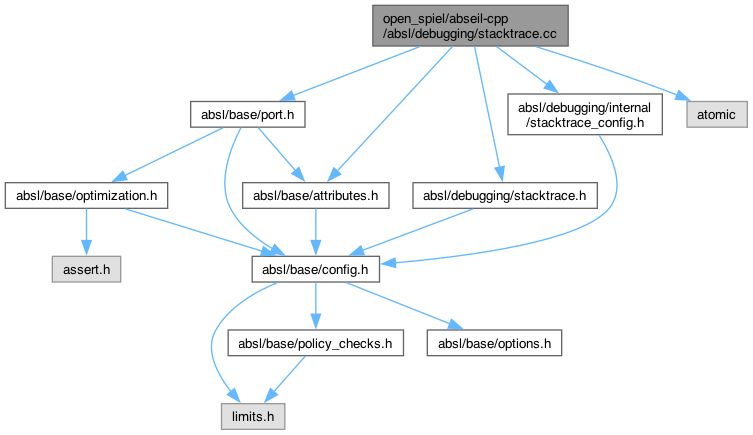 open_spiel/abseil-cpp
/absl/debugging/stacktrace.cc
absl/base/port.h
absl/debugging/internal
/stacktrace_config.h
atomic
absl/base/optimization.h
absl/base/attributes.h
absl/debugging/stacktrace.h
assert.h
absl/base/config.h
absl/base/policy_checks.h
absl/base/options.h
limits.h